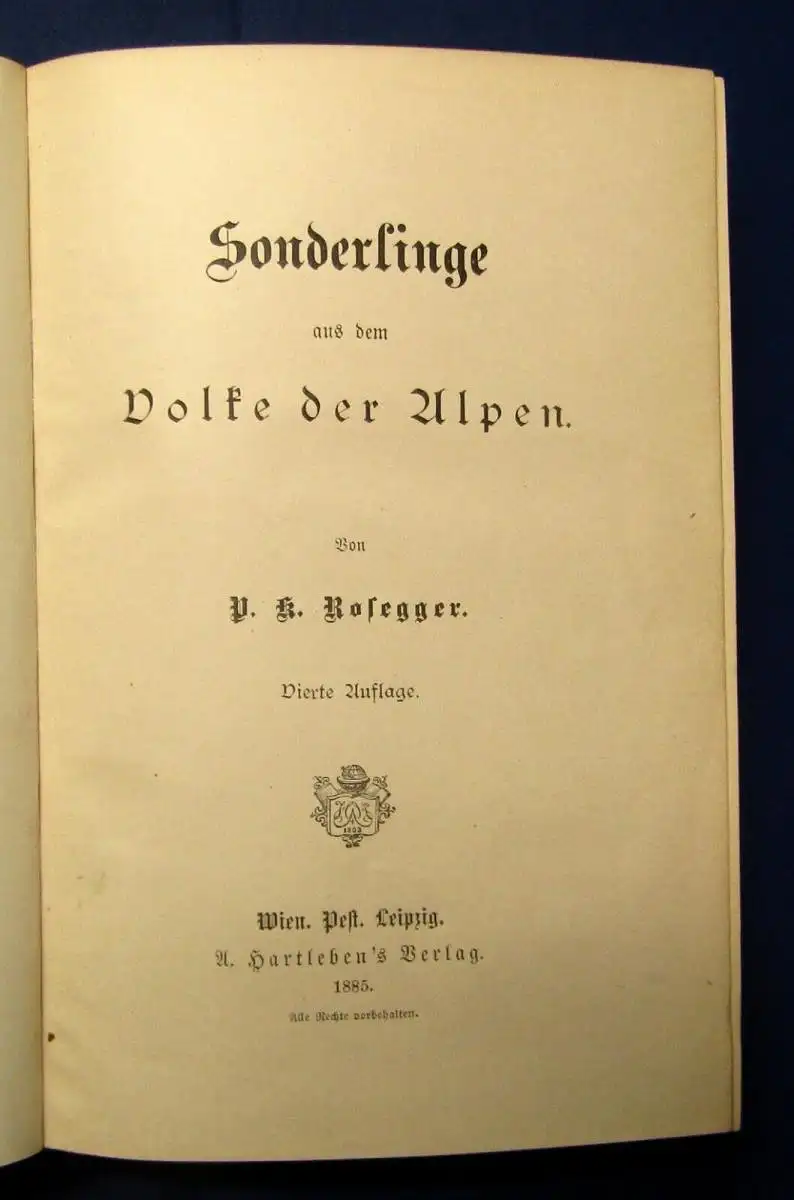 Sonderlinge
aus dem
Volke der Alpen.
Von
P. K. Rosegger.
Vierte Auflage.
Wien. Pest. Leipzig.
A. Hartleben's Verlag.
1885.
Alle Rechte vorbehalten.